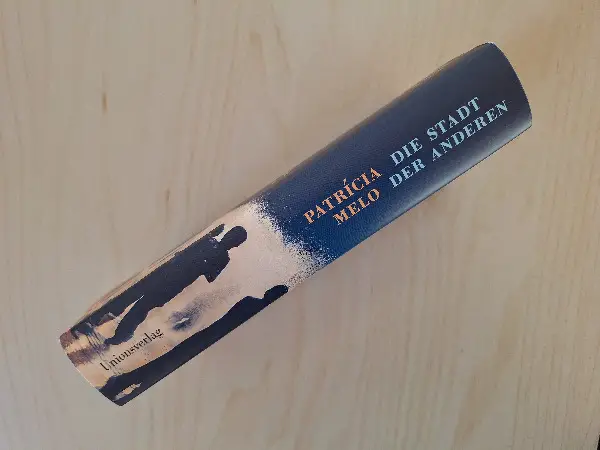 PATRÍCIA
MELO
DIE STADT
DER ANDEREN
Unionsverlag